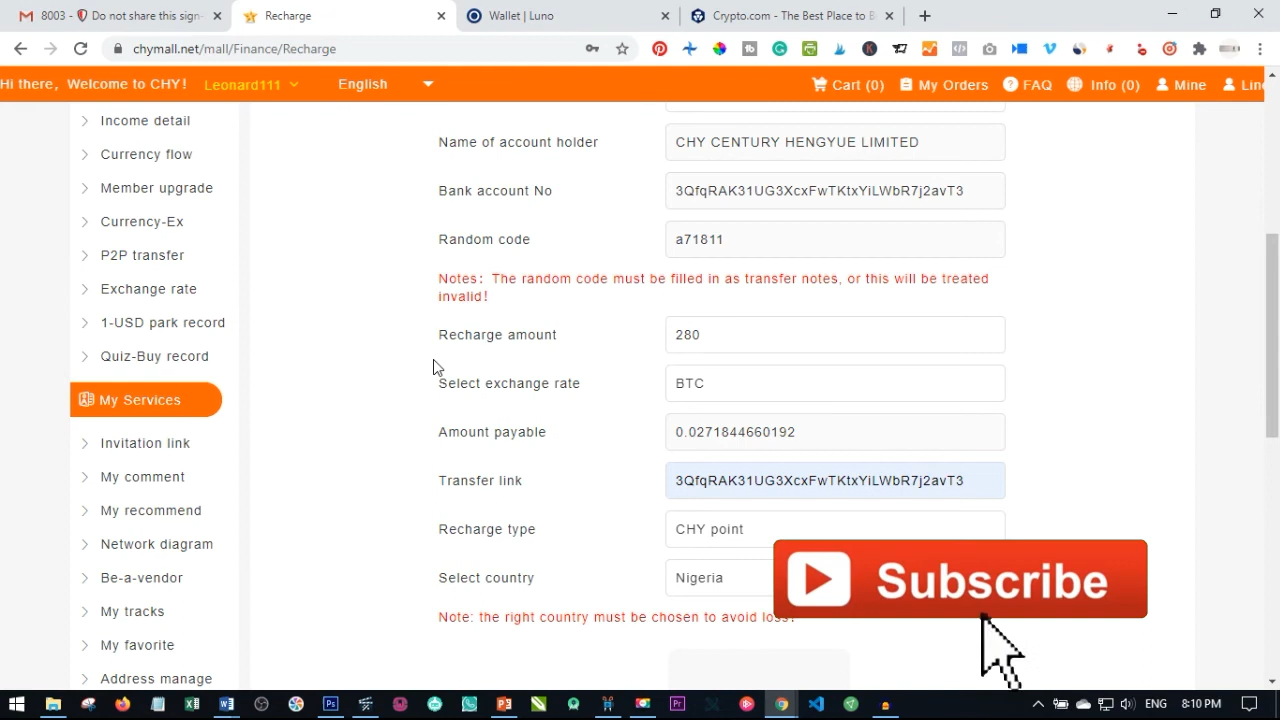 8003 - Do not share this sign-
Recharge
Wallet | Luno
Crypto.com - The Best Place to B
chymall.net/mall/Finance/Recharge
Hi there, Welcome to CHY!
Leonard111
English
Cart (0)
My Orders
FAQ
Info (0)
Mine
Line
Income detail
Currency flow
Member upgrade
Currency-Ex
P2P transfer
Exchange rate
1-USD park record
Quiz-Buy record
My Services
Invitation link
My comment
My recommend
Network diagram
Be-a-vendor
My tracks
My favorite
Address manage
Name of account holder
CHY CENTURY HENGYUE LIMITED
Bank account No
3QfqRAK31UG3XcxFwTKtxYiLWbR7j2avT3
Random code
a71811
Notes: The random code must be filled in as transfer notes, or this will be treated
invalid!
Recharge amount
280
Select exchange rate
BTC
Amount payable
0.0271844660192
Transfer link
3QfqRAK31UG3XcxFwTKtxYiLWbR7j2avT3
Recharge type
CHY point
Select country
Nigeria
Note: the right country must be chosen to avoid loss!
Subscribe
ENG
8:10 PM